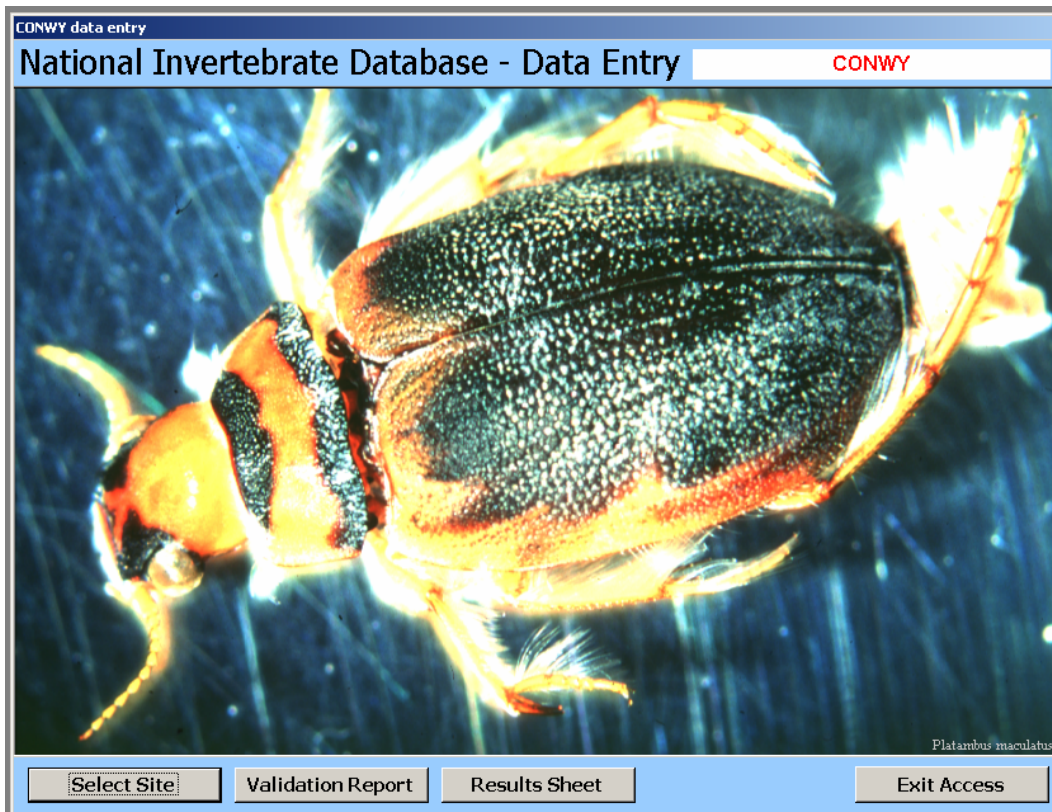 CONWY data entry
National Invertebrate Database - Data Entry
CONWY
Platambus maculatus
Select Site
Validation Report
Results Sheet
Exit Access